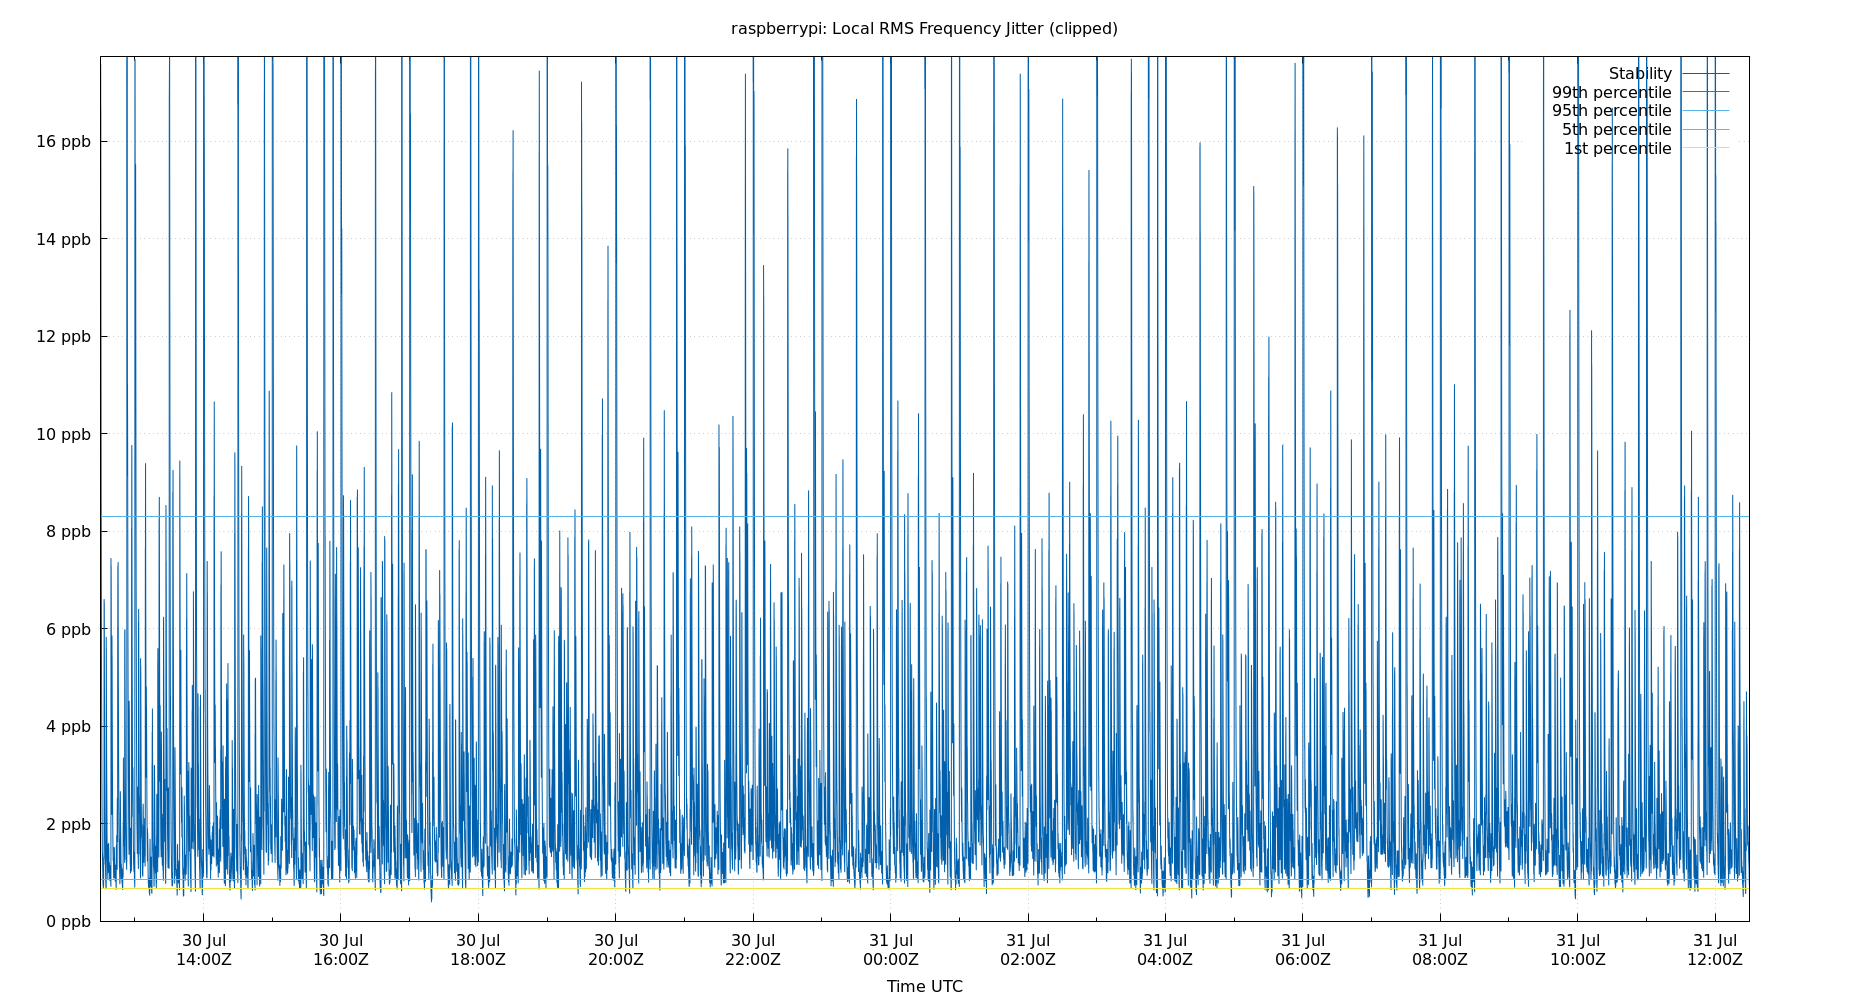 raspberrypi: Local RMS Frequency Jitter (clipped)
Stability
99th percentile
95th percentile
5th percentile
1st percentile
16 ppb
14 ppb
12 ppb
10 ppb
8 ppb
6 ppb
4 ppb
2 ppb
0 ppb
30 Jul 30 Jul 30 Jul 30 Jul 30 Jul 31 Jul 31 Jul 31 Jul 31 Jul 31 Jul 31 Jul 31 Jul
14:00Z 16:00Z 18:00Z 20:00Z 22:00Z 00:00Z 02:00Z 04:00Z 06:00Z 08:00Z 10:00Z 12:00Z
Time UTC